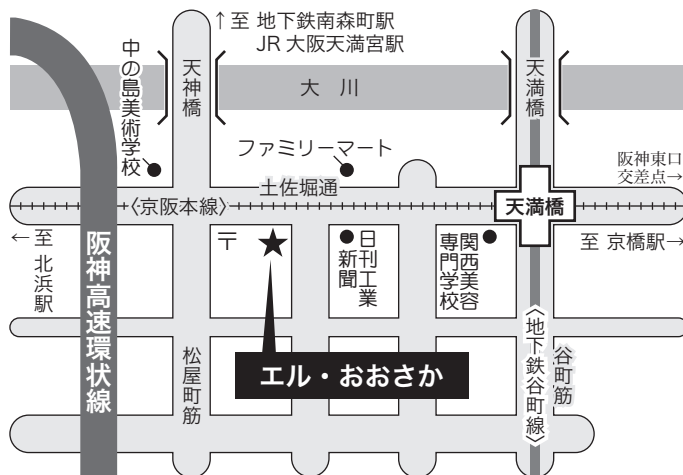 ↑至 地下鉄南森町駅
JR 大阪天満宮駅
中の島美術学校
天神橋
大川
天満橋
ファミリーマート
阪神東口
交差点→
土佐堀通
〈京阪本線〉
天満橋
←至 北浜駅
阪神高速環状線
〒
★
日刊工業
新聞
関西美容
専門学校
至 京橋駅→
松屋町筋
エル・おおさか
〈地下鉄谷町線〉
谷町筋